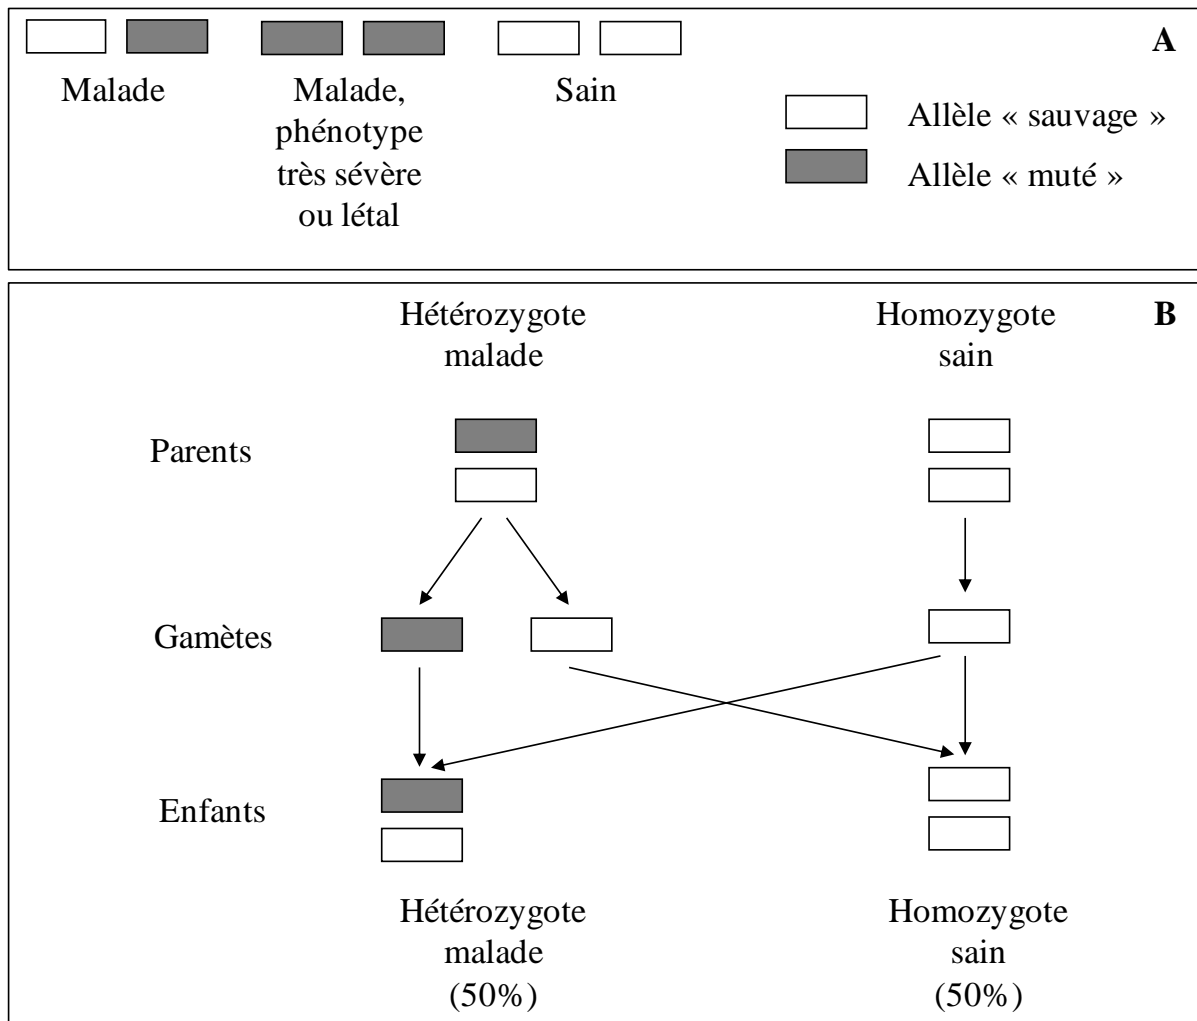 A
Malade
Malade,
phénotype
très sévère
ou létal
Sain
Allèle « sauvage »
Allèle « muté »
B
Hétérozygote
malade
Homozygote
sain
Parents
Gamètes
Enfants
Hétérozygote
malade
(50%)
Homozygote
sain
(50%)